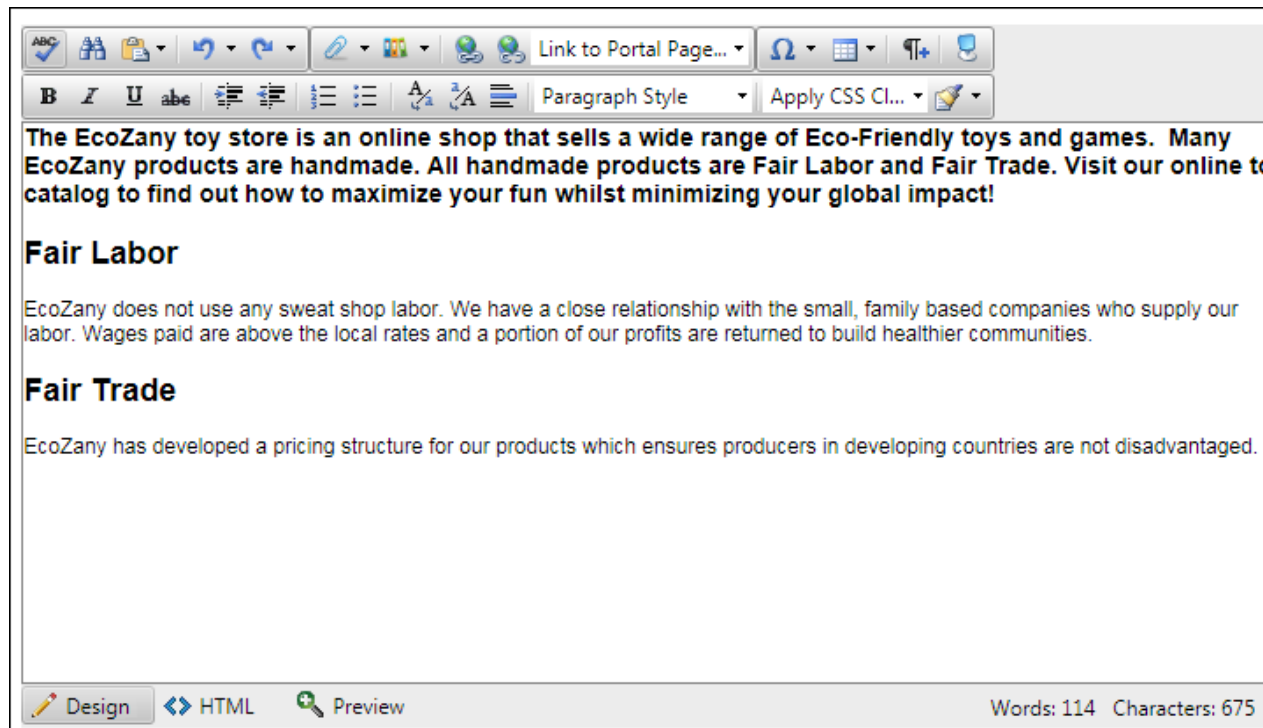 ABC
Link to Portal Page...
Ω
B I U abc
Paragraph Style
Apply CSS Cl...
The EcoZany toy store is an online shop that sells a wide range of Eco-Friendly toys and games. Many
EcoZany products are handmade. All handmade products are Fair Labor and Fair Trade. Visit our online
catalog to find out how to maximize your fun whilst minimizing your global impact!
Fair Labor
EcoZany does not use any sweat shop labor. We have a close relationship with the small, family based companies who supply our
labor. Wages paid are above the local rates and a portion of our profits are returned to build healthier communities.
Fair Trade
EcoZany has developed a pricing structure for our products which ensures producers in developing countries are not disadvantaged.
Design HTML Preview Words: 114 Characters: 675